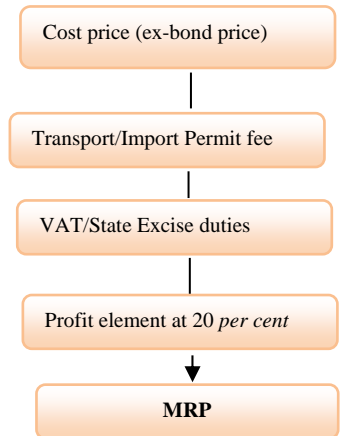 Cost price (ex-bond price)
Transport/Import Permit fee
VAT/State Excise duties
Profit element at 20 per cent
MRP